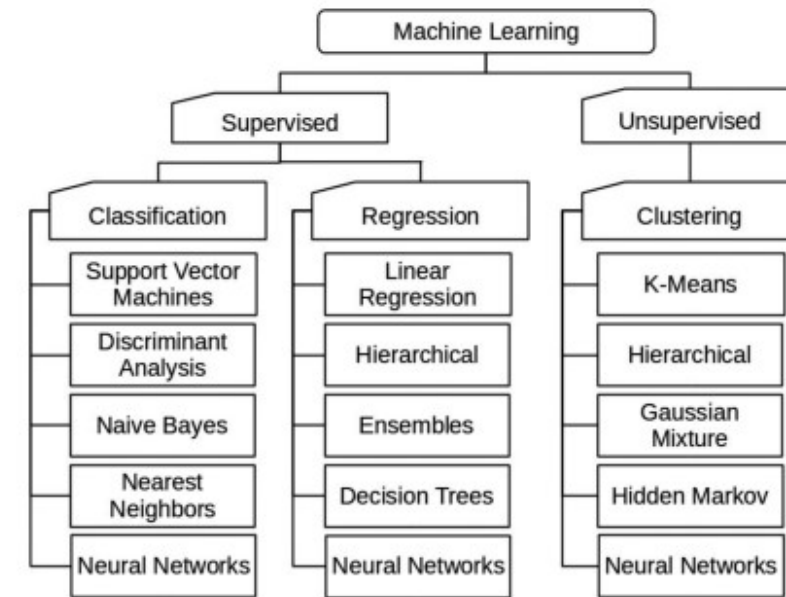 Machine Learning
Supervised
Unsupervised
Classification
Regression
Clustering
Support Vector
Machines
Linear
Regression
K-Means
Discriminant
Analysis
Hierarchical
Hierarchical
Naive Bayes
Ensembles
Gaussian
Mixture
Nearest
Neighbors
Decision Trees
Hidden Markov
Neural Networks
Neural Networks
Neural Networks